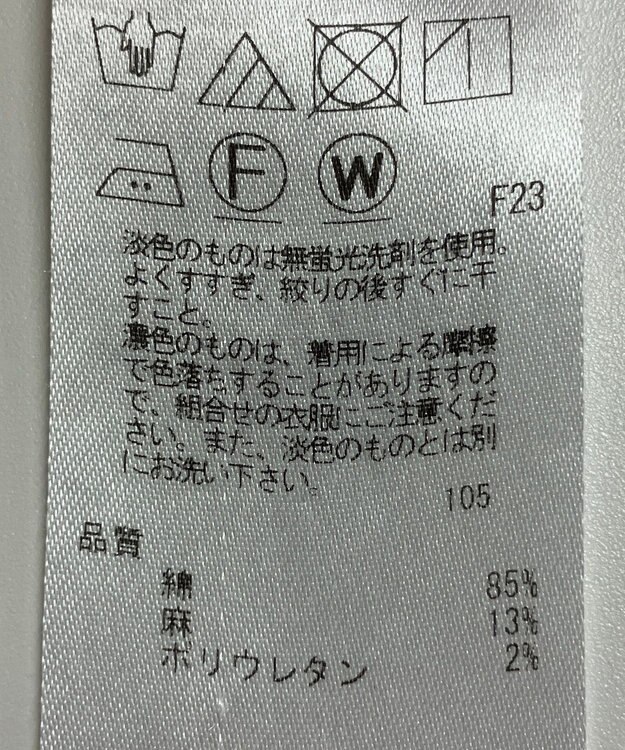 F W
F23
淡色のものは無蛍光洗剤を使用。
よくすすぎ、絞りの後すぐに干
すこと。
濃色のものは、着用による摩擦
で色落ちすることがありますの
で、組合せの衣服にご注意くだ
さい。また、淡色のものとは別
にお洗い下さい。
105
品質
綿 85%
麻 13%
ポリウレタン 2%